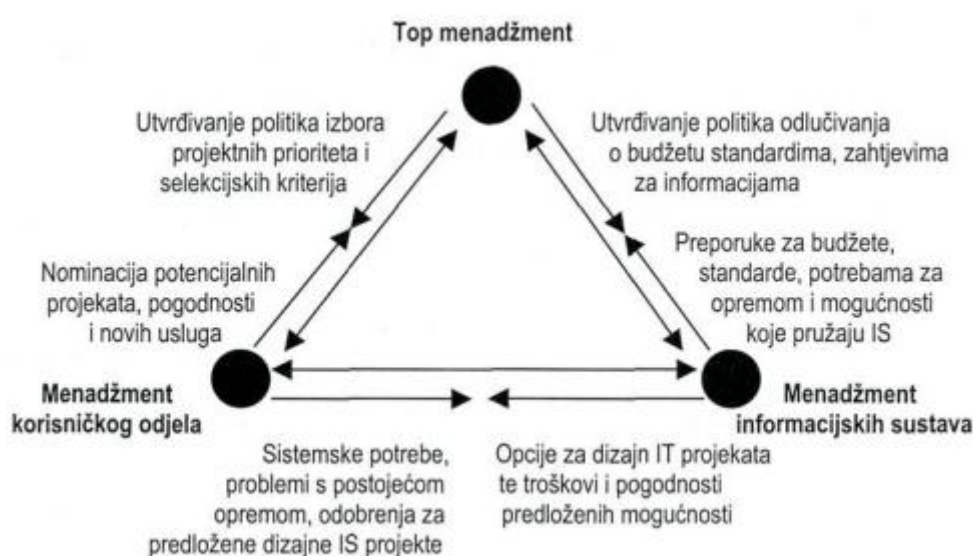 Top menadžment
Utvrđivanje politika izbora
projektnih prioriteta i
selekcijskih kriterija
Utvrđivanje politika odlučivanja
o budžetu standardima, zahtjevima
za informacijama
Nominacija potencijalnih
projekata, pogodnosti
i novih usluga
Preporuke za budžete,
standarde, potrebama za
opremom i mogućnosti
koje pružaju IS
Menadžment
korisničkog odjela
Menadžment
informacijskih sustava
Sistemske potrebe,
problemi s postojećom
opremom, odobrenja za
predložene dizajne IS projekte
Opcije za dizajn IT projekata
te troškovi i pogodnosti
predloženih mogućnosti